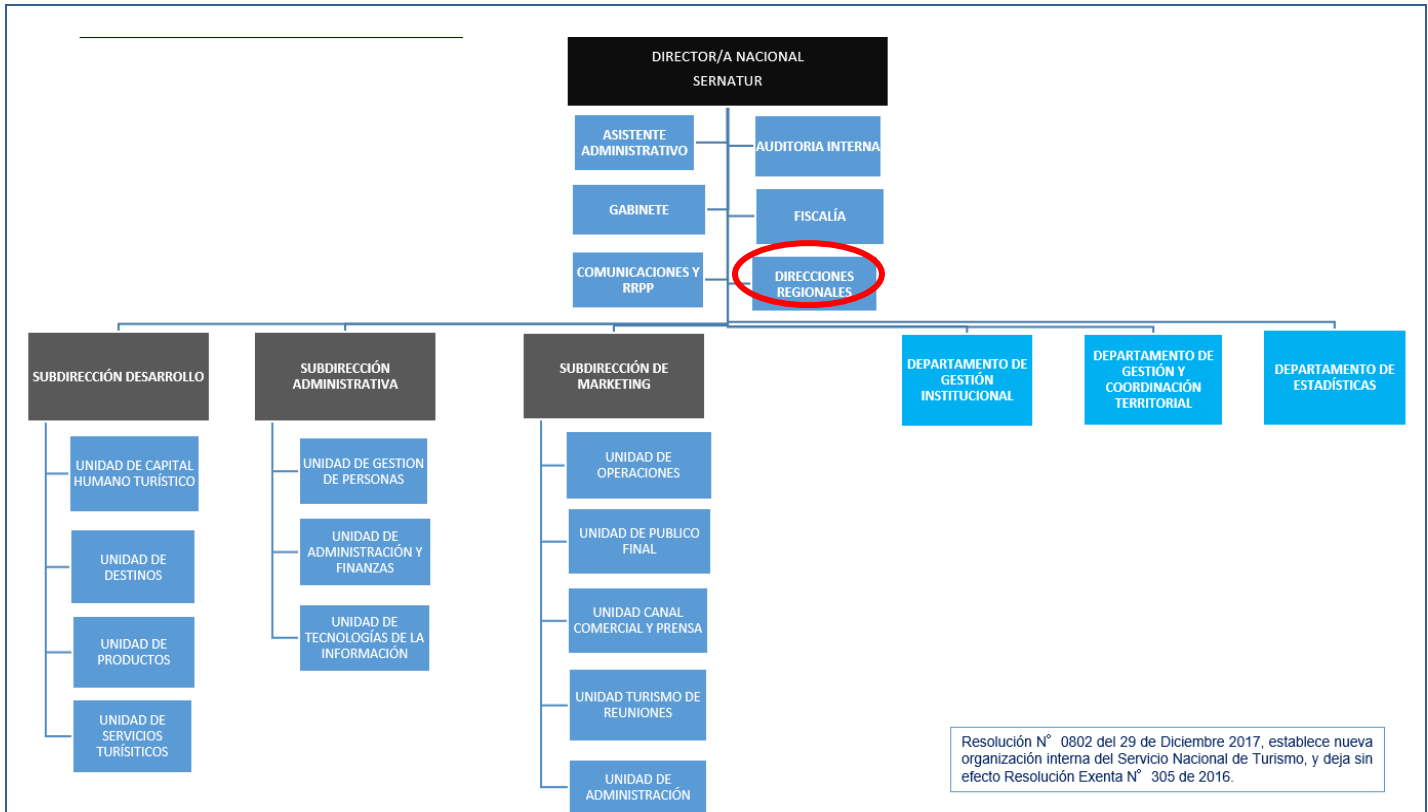 DIRECTOR/A NACIONAL
SERNATUR
ASISTENTE
ADMINISTRATIVO
AUDITORIA INTERNA
GABINETE
FISCALÍA
COMUNICACIONES Y
RRPP
DIRECCIONES
REGIONALES
SUBDIRECCIÓN DESARROLLO
SUBDIRECCIÓN
ADMINISTRATIVA
SUBDIRECCIÓN DE
MARKETING
DEPARTAMENTO DE
GESTIÓN
INSTITUCIONAL
DEPARTAMENTO DE
GESTIÓN Y
COORDINACIÓN
TERRITORIAL
DEPARTAMENTO DE
ESTADÍSTICAS
UNIDAD DE CAPITAL
HUMANO TURÍSTICO
UNIDAD DE
DESTINOS
UNIDAD DE
PRODUCTOS
UNIDAD DE
SERVICIOS
TURÍSITICOS
UNIDAD DE GESTION
DE PERSONAS
UNIDAD DE
ADMINISTRACIÓN Y
FINANZAS
UNIDAD DE
TECNOLOGÍAS DE LA
INFORMACIÓN
UNIDAD DE
OPERACIONES
UNIDAD DE PUBLICO
FINAL
UNIDAD CANAL
COMERCIAL Y PRENSA
UNIDAD TURISMO DE
REUNIONES
UNIDAD DE
ADMINISTRACIÓN
Resolución N° 0802 del 29 de Diciembre 2017, establece nueva
organización interna del Servicio Nacional de Turismo, y deja sin
efecto Resolución Exenta N° 305 de 2016.